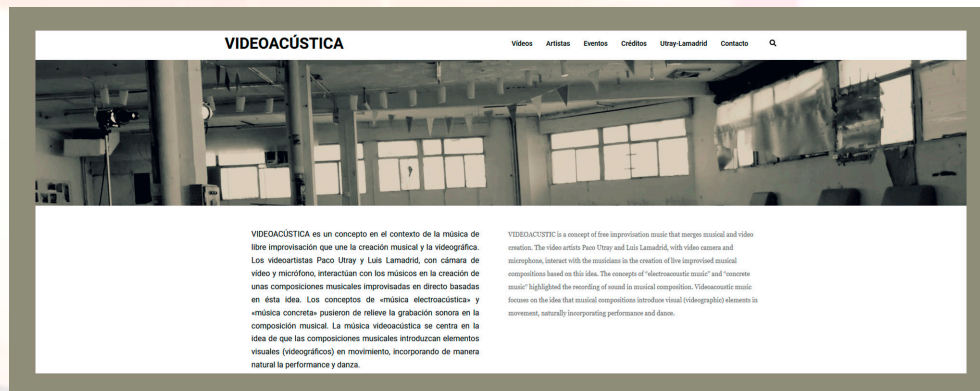 VIDEOACÚSTICA
Vídeos Artistas Eventos Créditos Utray-Lamadrid Contacto
VIDEOACÚSTICA es un concepto en el contexto de la música de
libre improvisación que une la creación musical y la videográfica.
Los videoartistas Paco Utray y Luis Lamadrid, con cámara de
vídeo y micrófono, interactúan con los músicos en la creación de
unas composiciones musicales improvisadas en directo basadas
en ésta idea. Los conceptos de «música electroacústica» y
«música concreta» pusieron de relieve la grabación sonora en la
composición musical. La música videoacústica se centra en la
idea de que las composiciones musicales introduzcan elementos
visuales (videográficos) en movimiento, incorporando de manera
natural la performance y danza.
VIDEOACUSTIC is a concept of free improvisation music that merges musical and video
creation. The video artists Paco Utray and Luis Lamadrid, with video camera and
microphone, interact with the musicians in the creation of live improvised musical
compositions based on this idea. The concepts of "electroacoustic music" and "concrete
music" highlighted the recording of sound in musical composition. Videoacoustic music
focuses on the idea that musical compositions introduce visual (videographic) elements in
movement, naturally incorporating performance and dance.